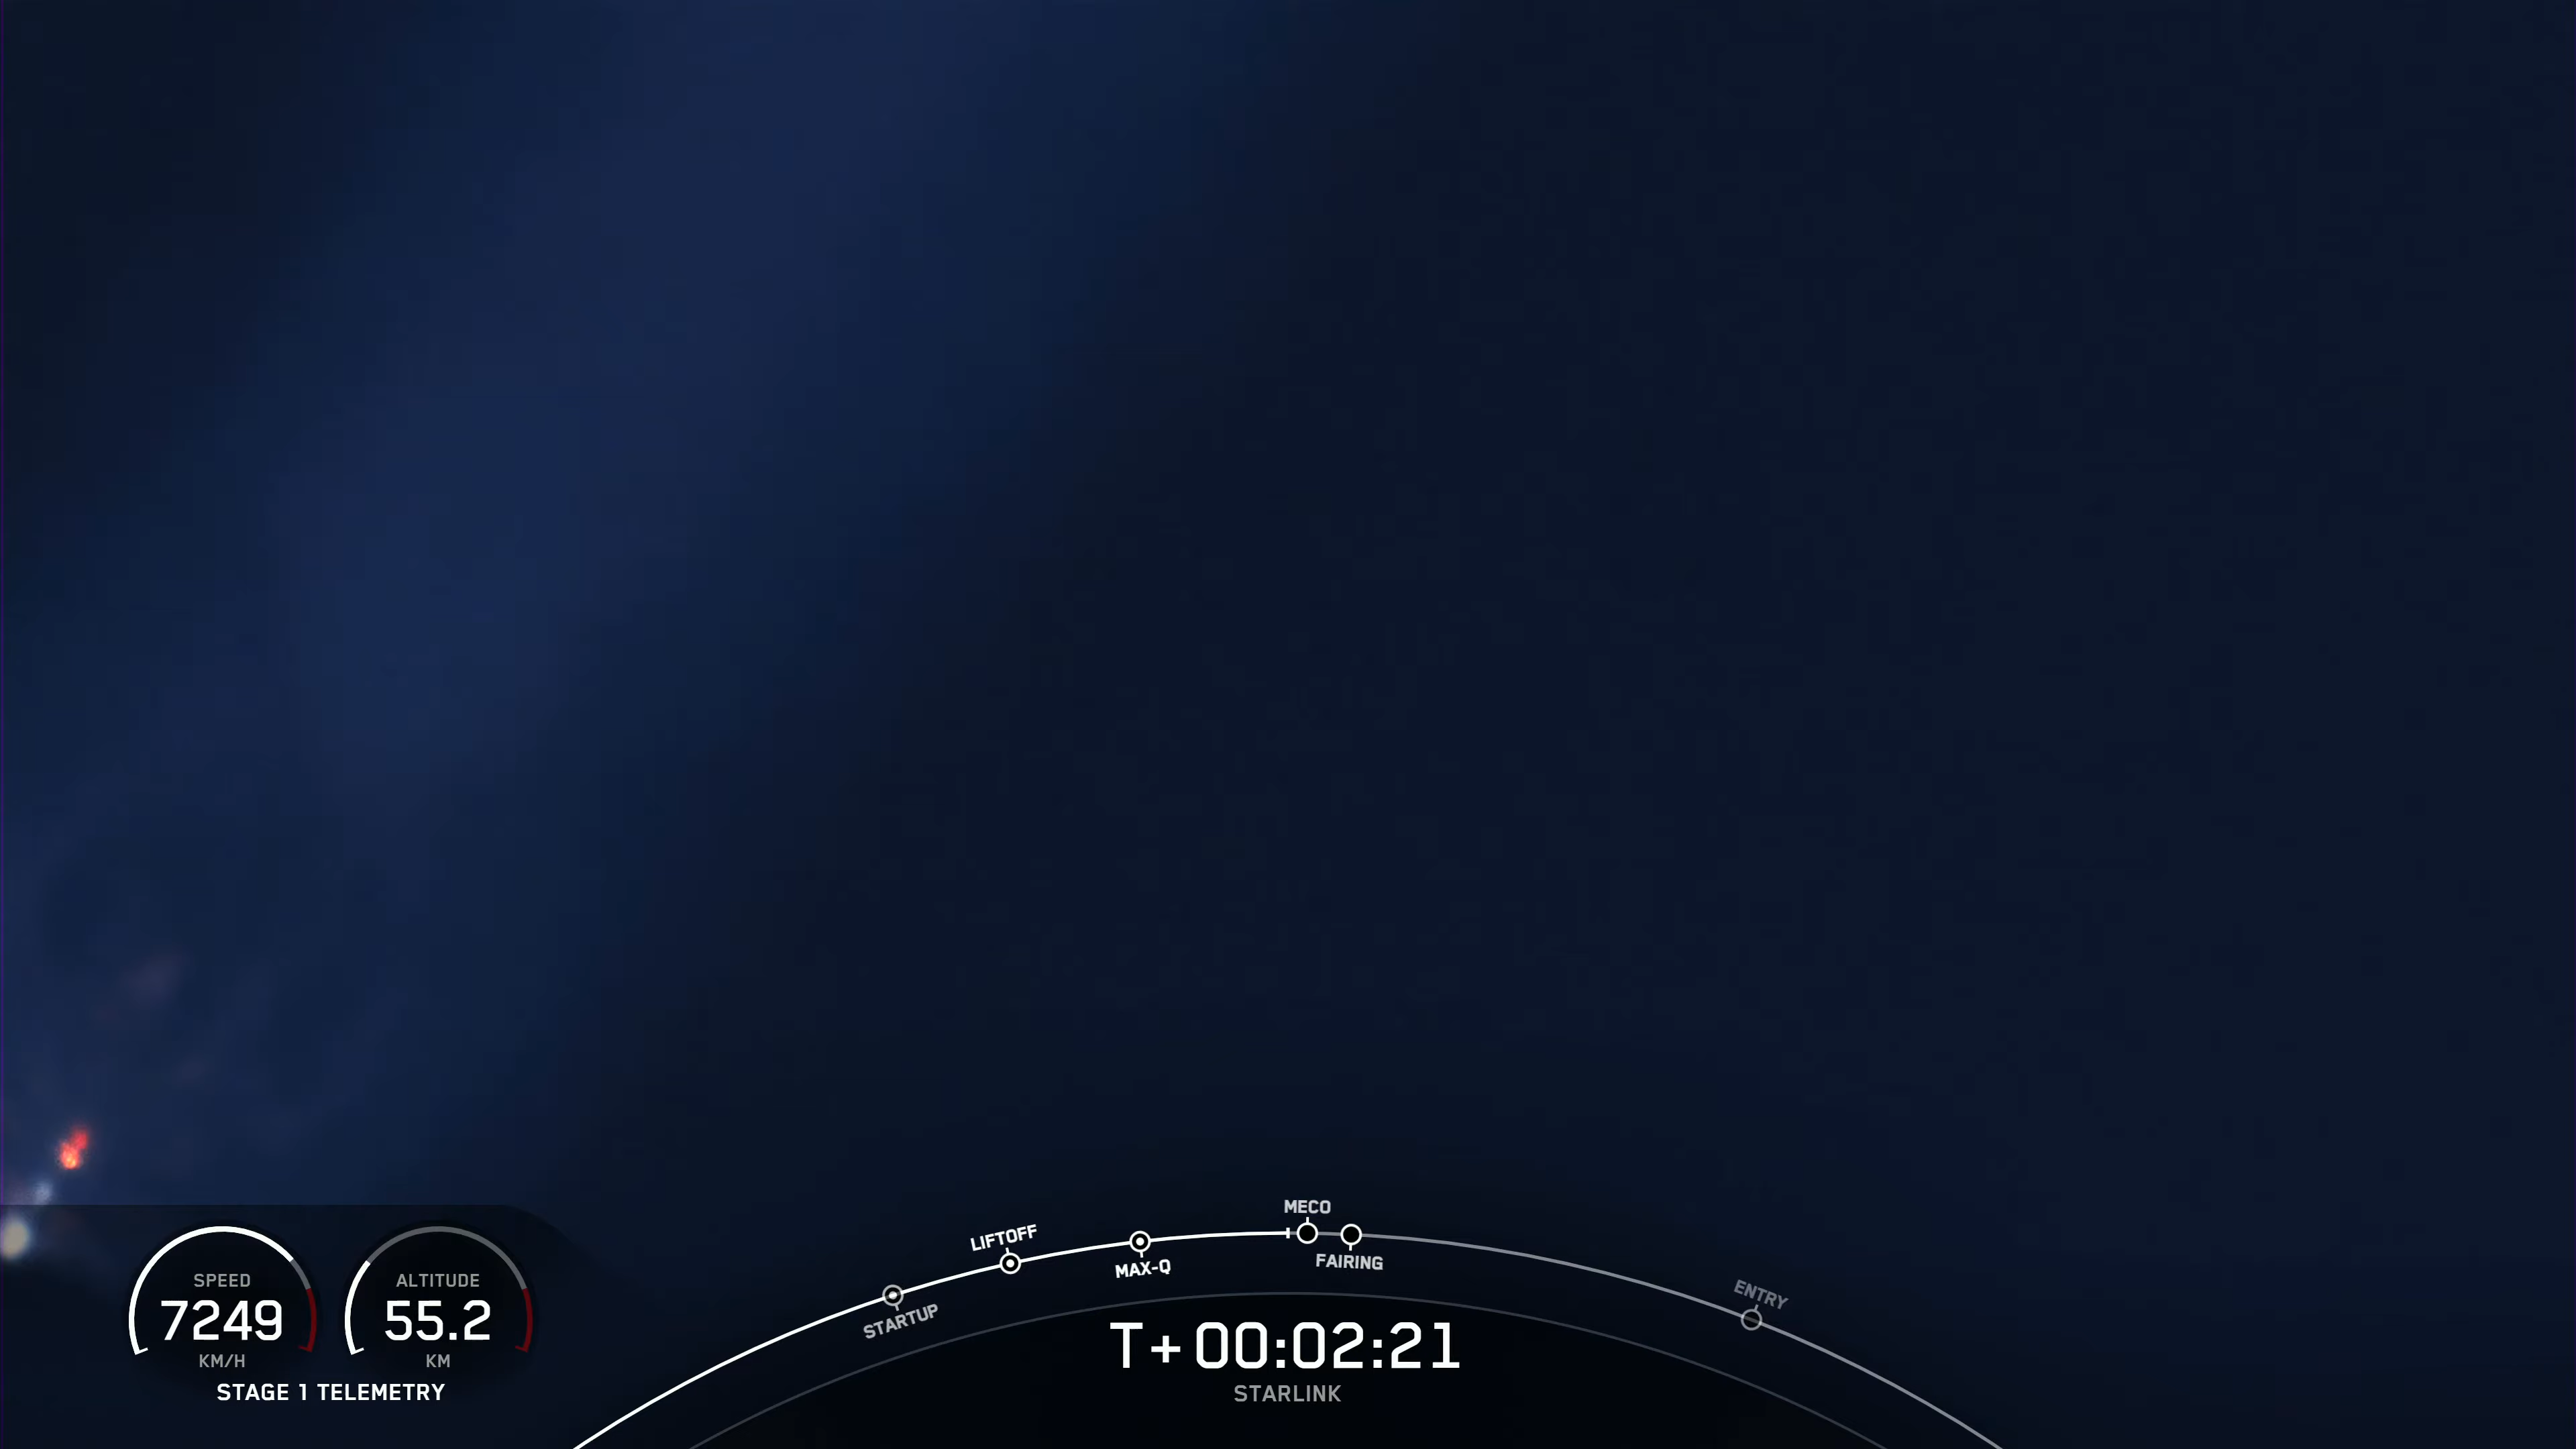 SPEED
7249
KM/H
ALTITUDE
55.2
KM
STAGE 1 TELEMETRY
STARTUP
LIFTOFF
MAX-Q
MECO
FAIRING
ENTRY
T+00:02:21
STARLINK